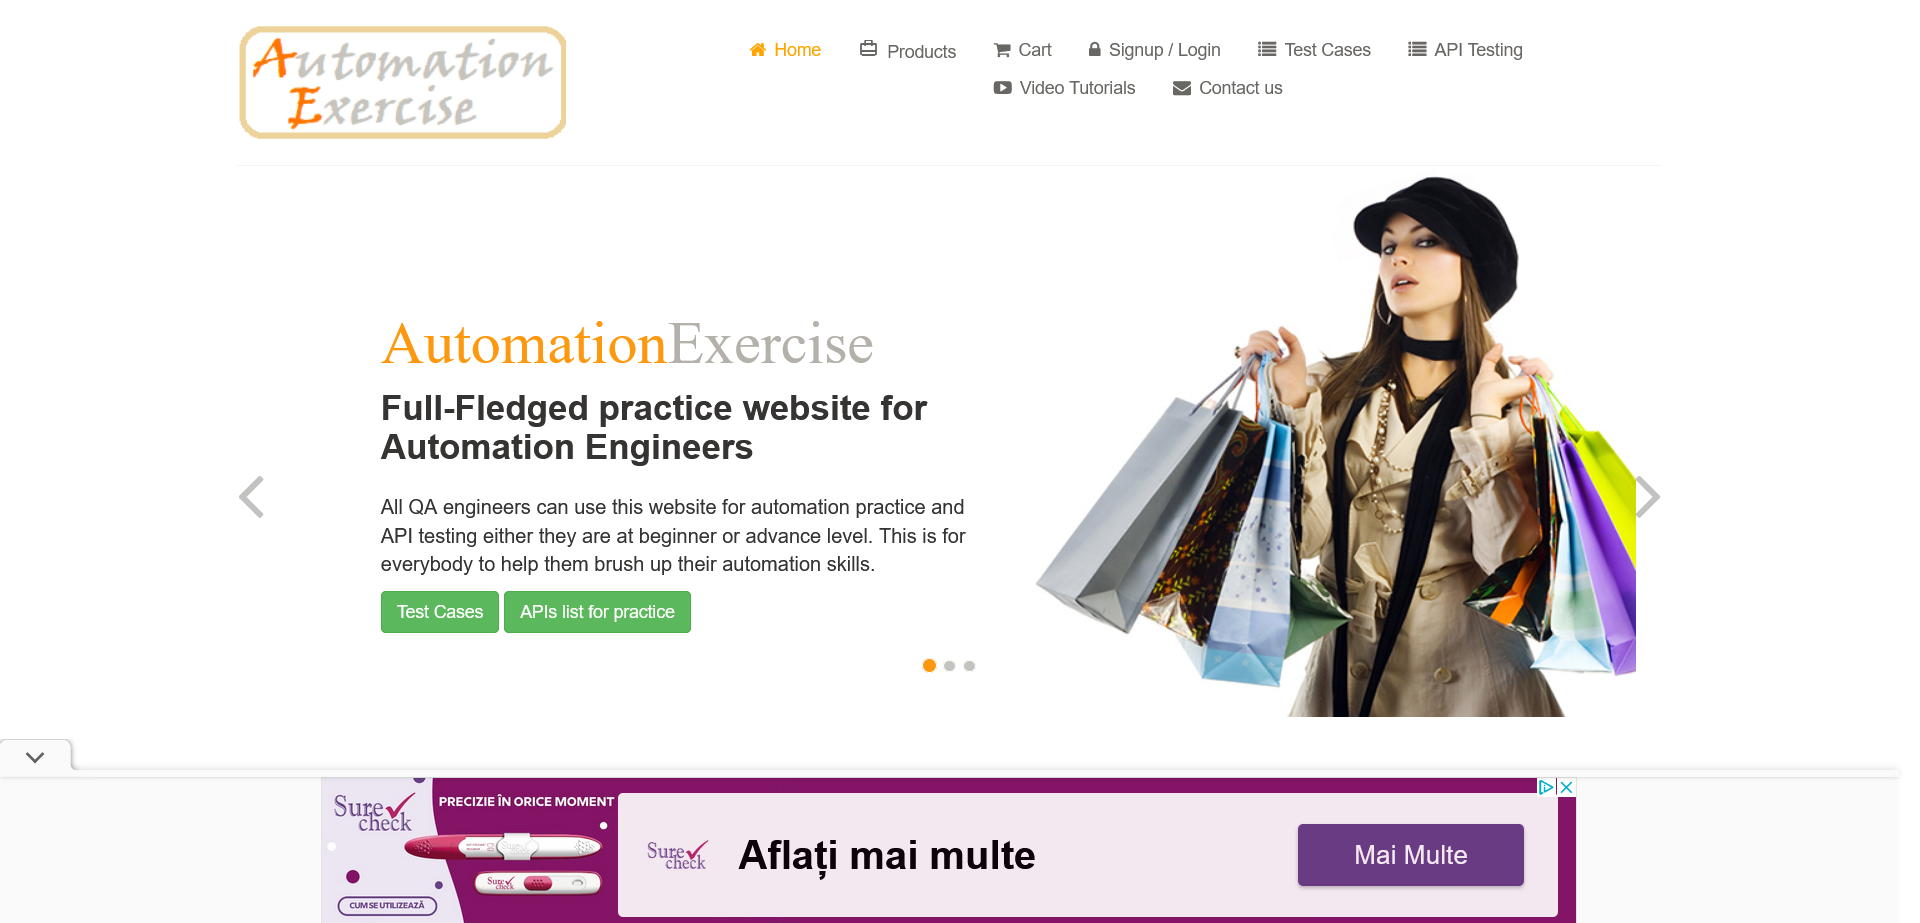 Automation
Exercise
Home
Products
Cart
Signup / Login
Test Cases
API Testing
Video Tutorials
Contact us
AutomationExercise
Full-Fledged practice website for
Automation Engineers
All QA engineers can use this website for automation practice and
API testing either they are at beginner or advance level. This is for
everybody to help them brush up their automation skills.
Test Cases
APIs list for practice
Sure check
PRECIZIE ÎN ORICE MOMENT
Sure check
CUM SE UTILIZEAZĂ
Sure check
Aflați mai multe
Mai Multe